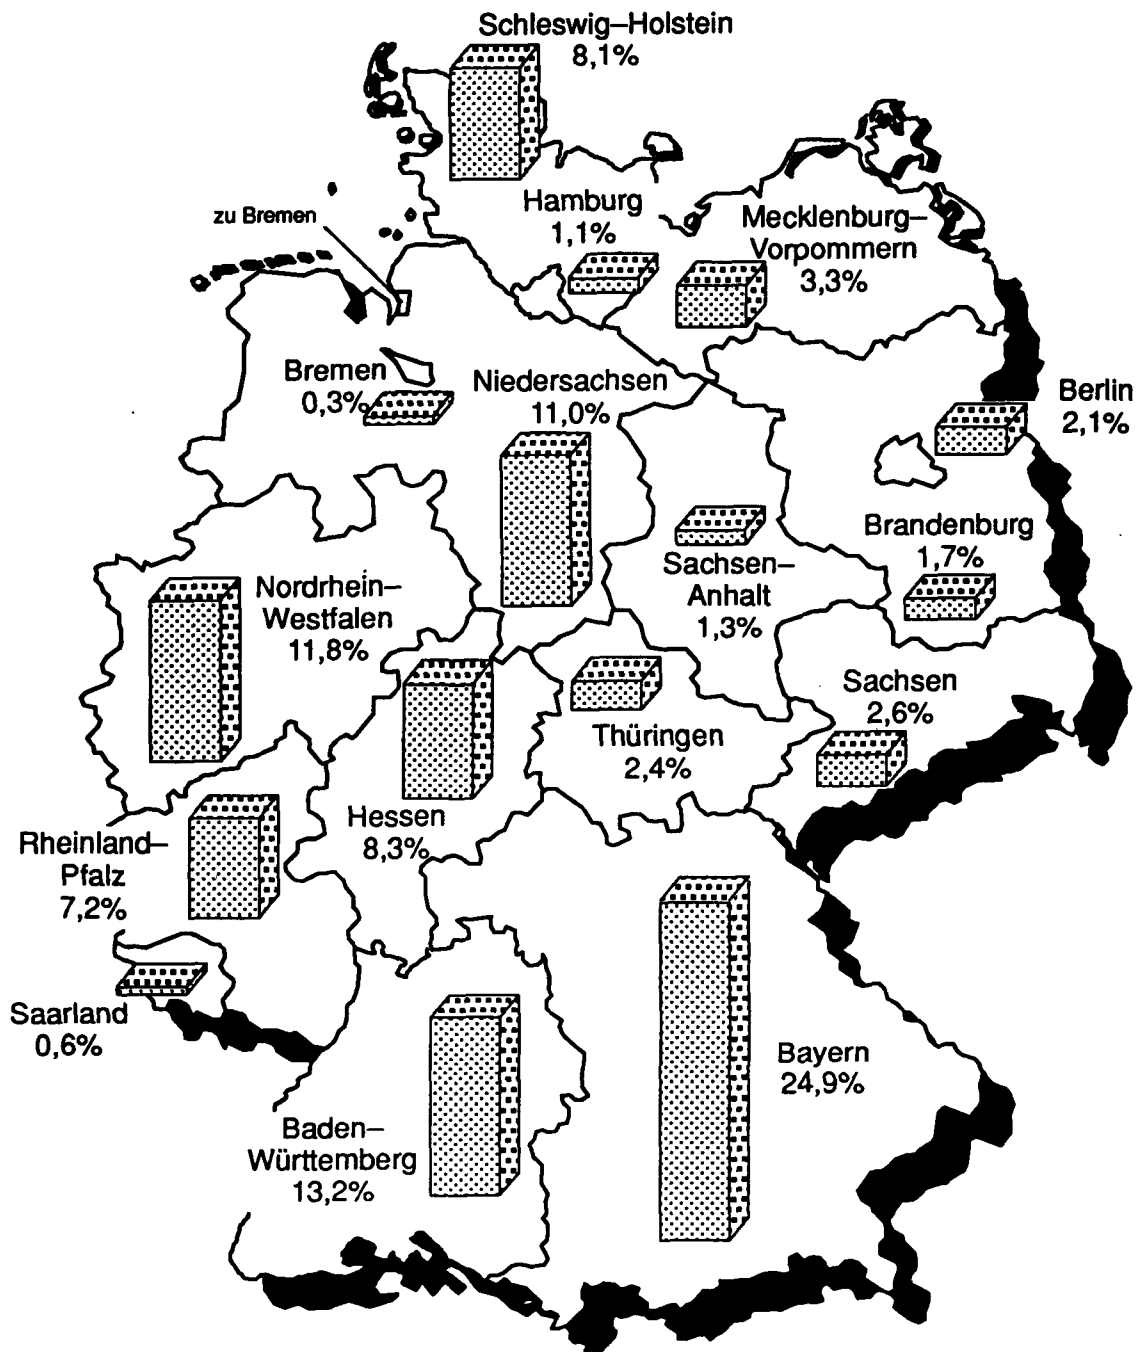 Schleswig–Holstein
8,1%
Hamburg
1,1%
zu Bremen
Mecklenburg–
Vorpommern
3,3%
Bremen
0,3%
Niedersachsen
11,0%
Berlin
2,1%
Brandenburg
1,7%
Sachsen–
Anhalt
1,3%
Nordrhein–
Westfalen
11,8%
Sachsen
2,6%
Thüringen
2,4%
Hessen
8,3%
Rheinland–
Pfalz
7,2%
Saarland
0,6%
Bayern
24,9%
Baden–
Württemberg
13,2%